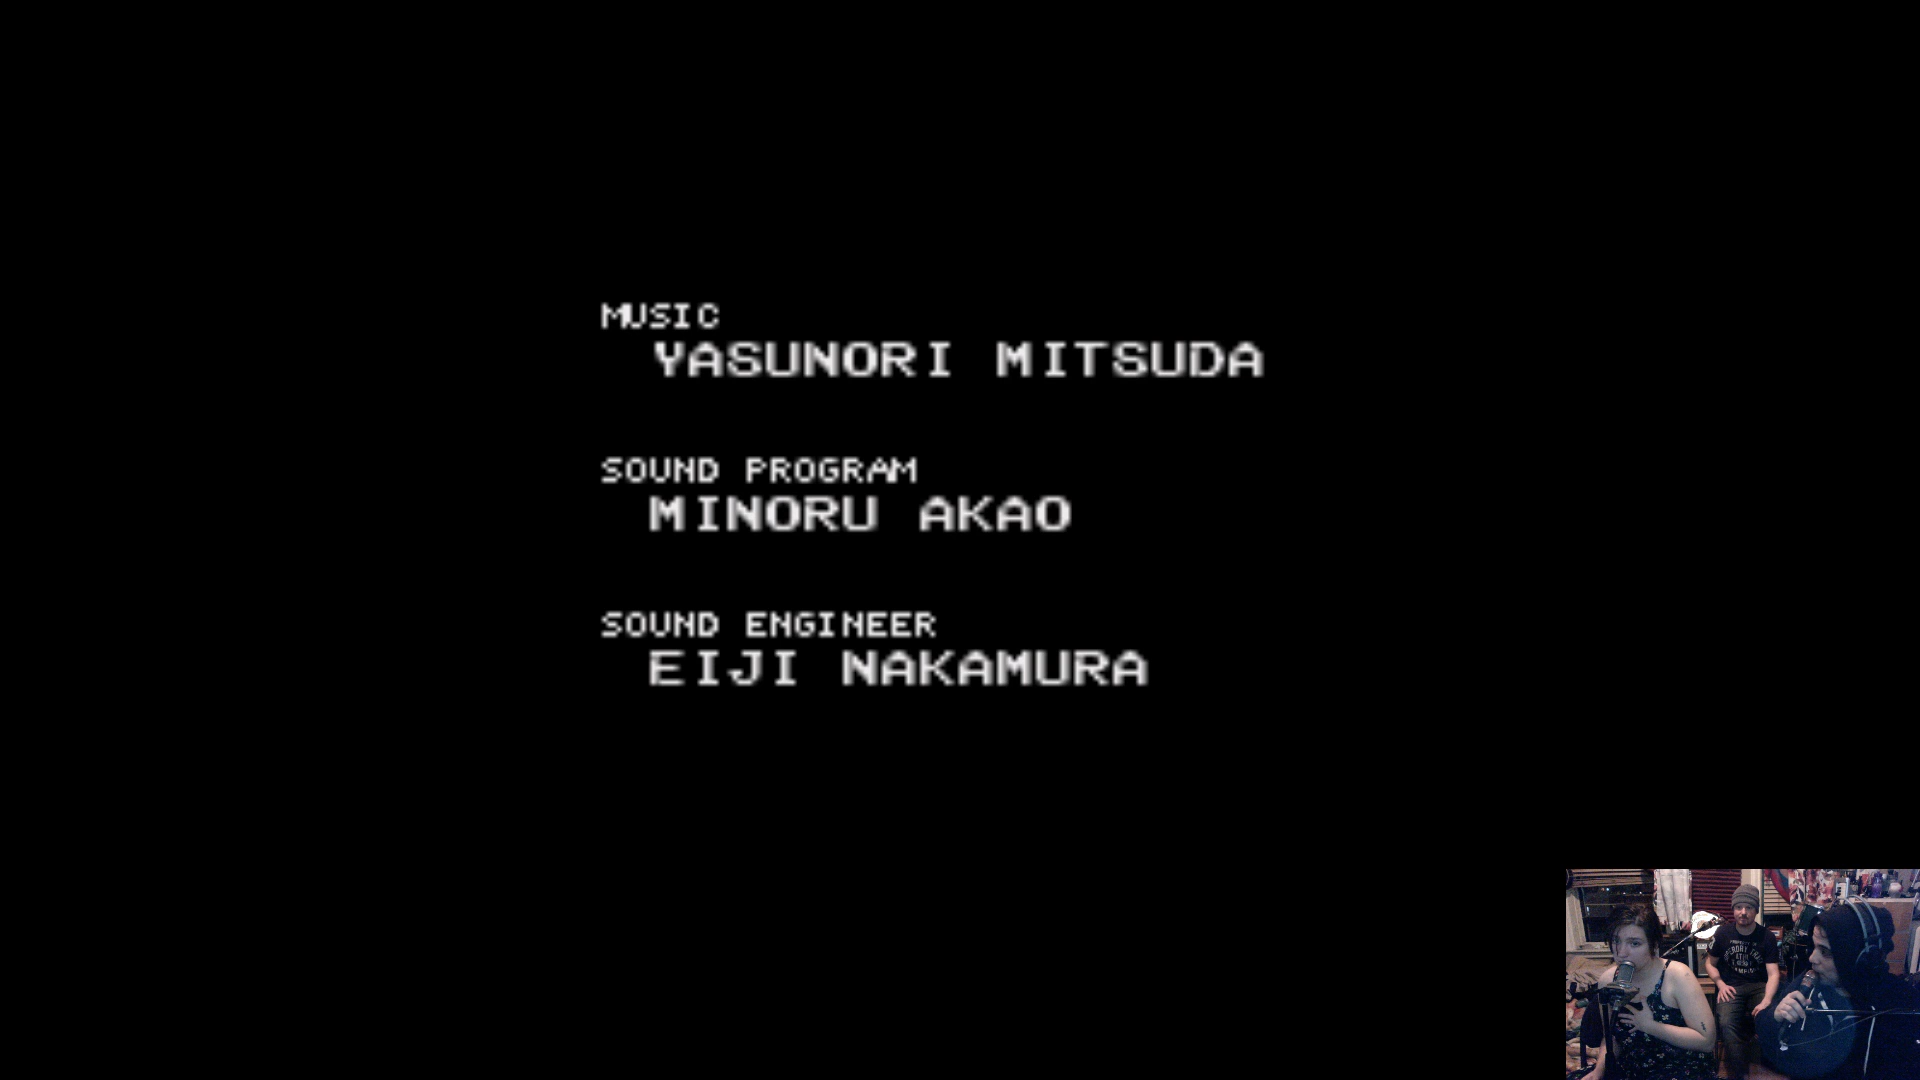 MUSIC
YASUNORI MITSUDA
SOUND PROGRAM
MINORU AKAO
SOUND ENGINEER
EIJI NAKAMURA